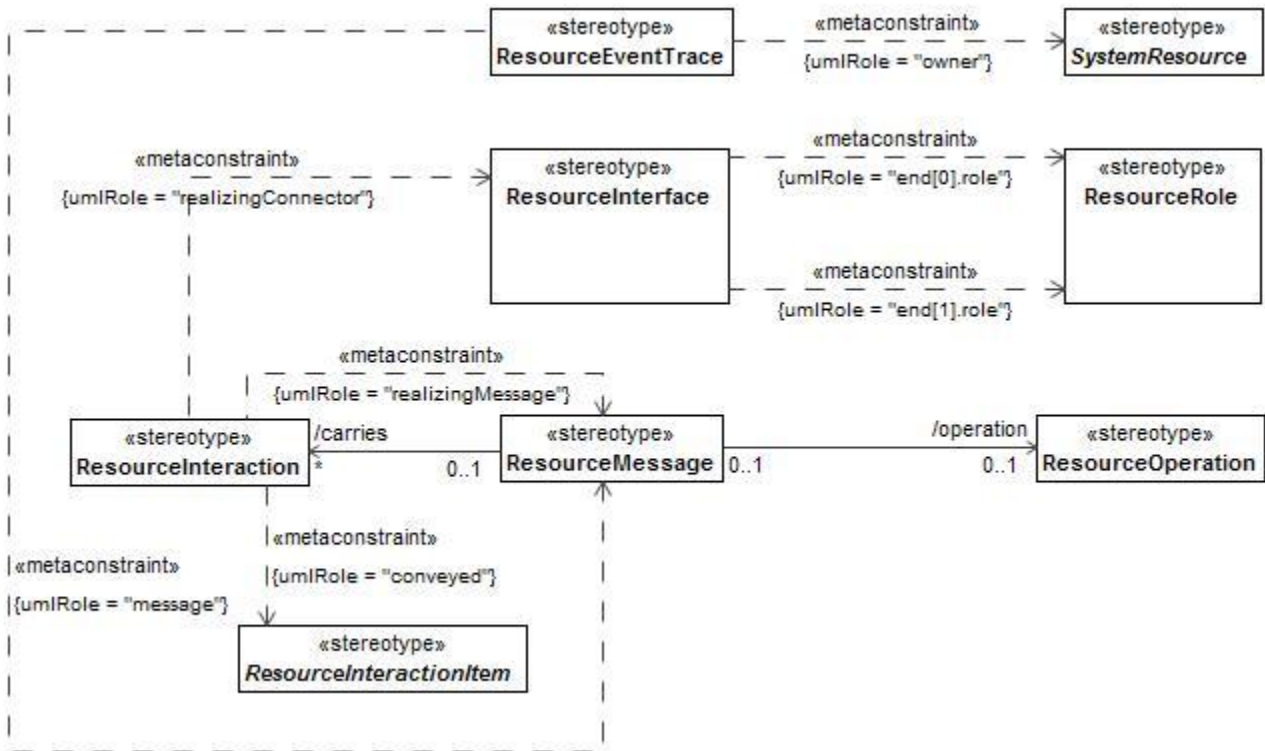 «stereotype»
ResourceEventTrace
«metaconstraint»
{umlRole = "owner"}
«stereotype»
SystemResource
«metaconstraint»
{umlRole = "realizingConnector"}
«stereotype»
ResourceInterface
«metaconstraint»
{umlRole = "end[0].role"}
«metaconstraint»
{umlRole = "end[1].role"}
«stereotype»
ResourceRole
«metaconstraint»
{umlRole = "realizingMessage"}
«stereotype»
ResourceInteraction
/carries
*
0..1
«stereotype»
ResourceMessage
0..1
/operation
0..1
«stereotype»
ResourceOperation
«metaconstraint»
{umlRole = "message"}
«metaconstraint»
{umlRole = "conveyed"}
«stereotype»
ResourceInteractionItem